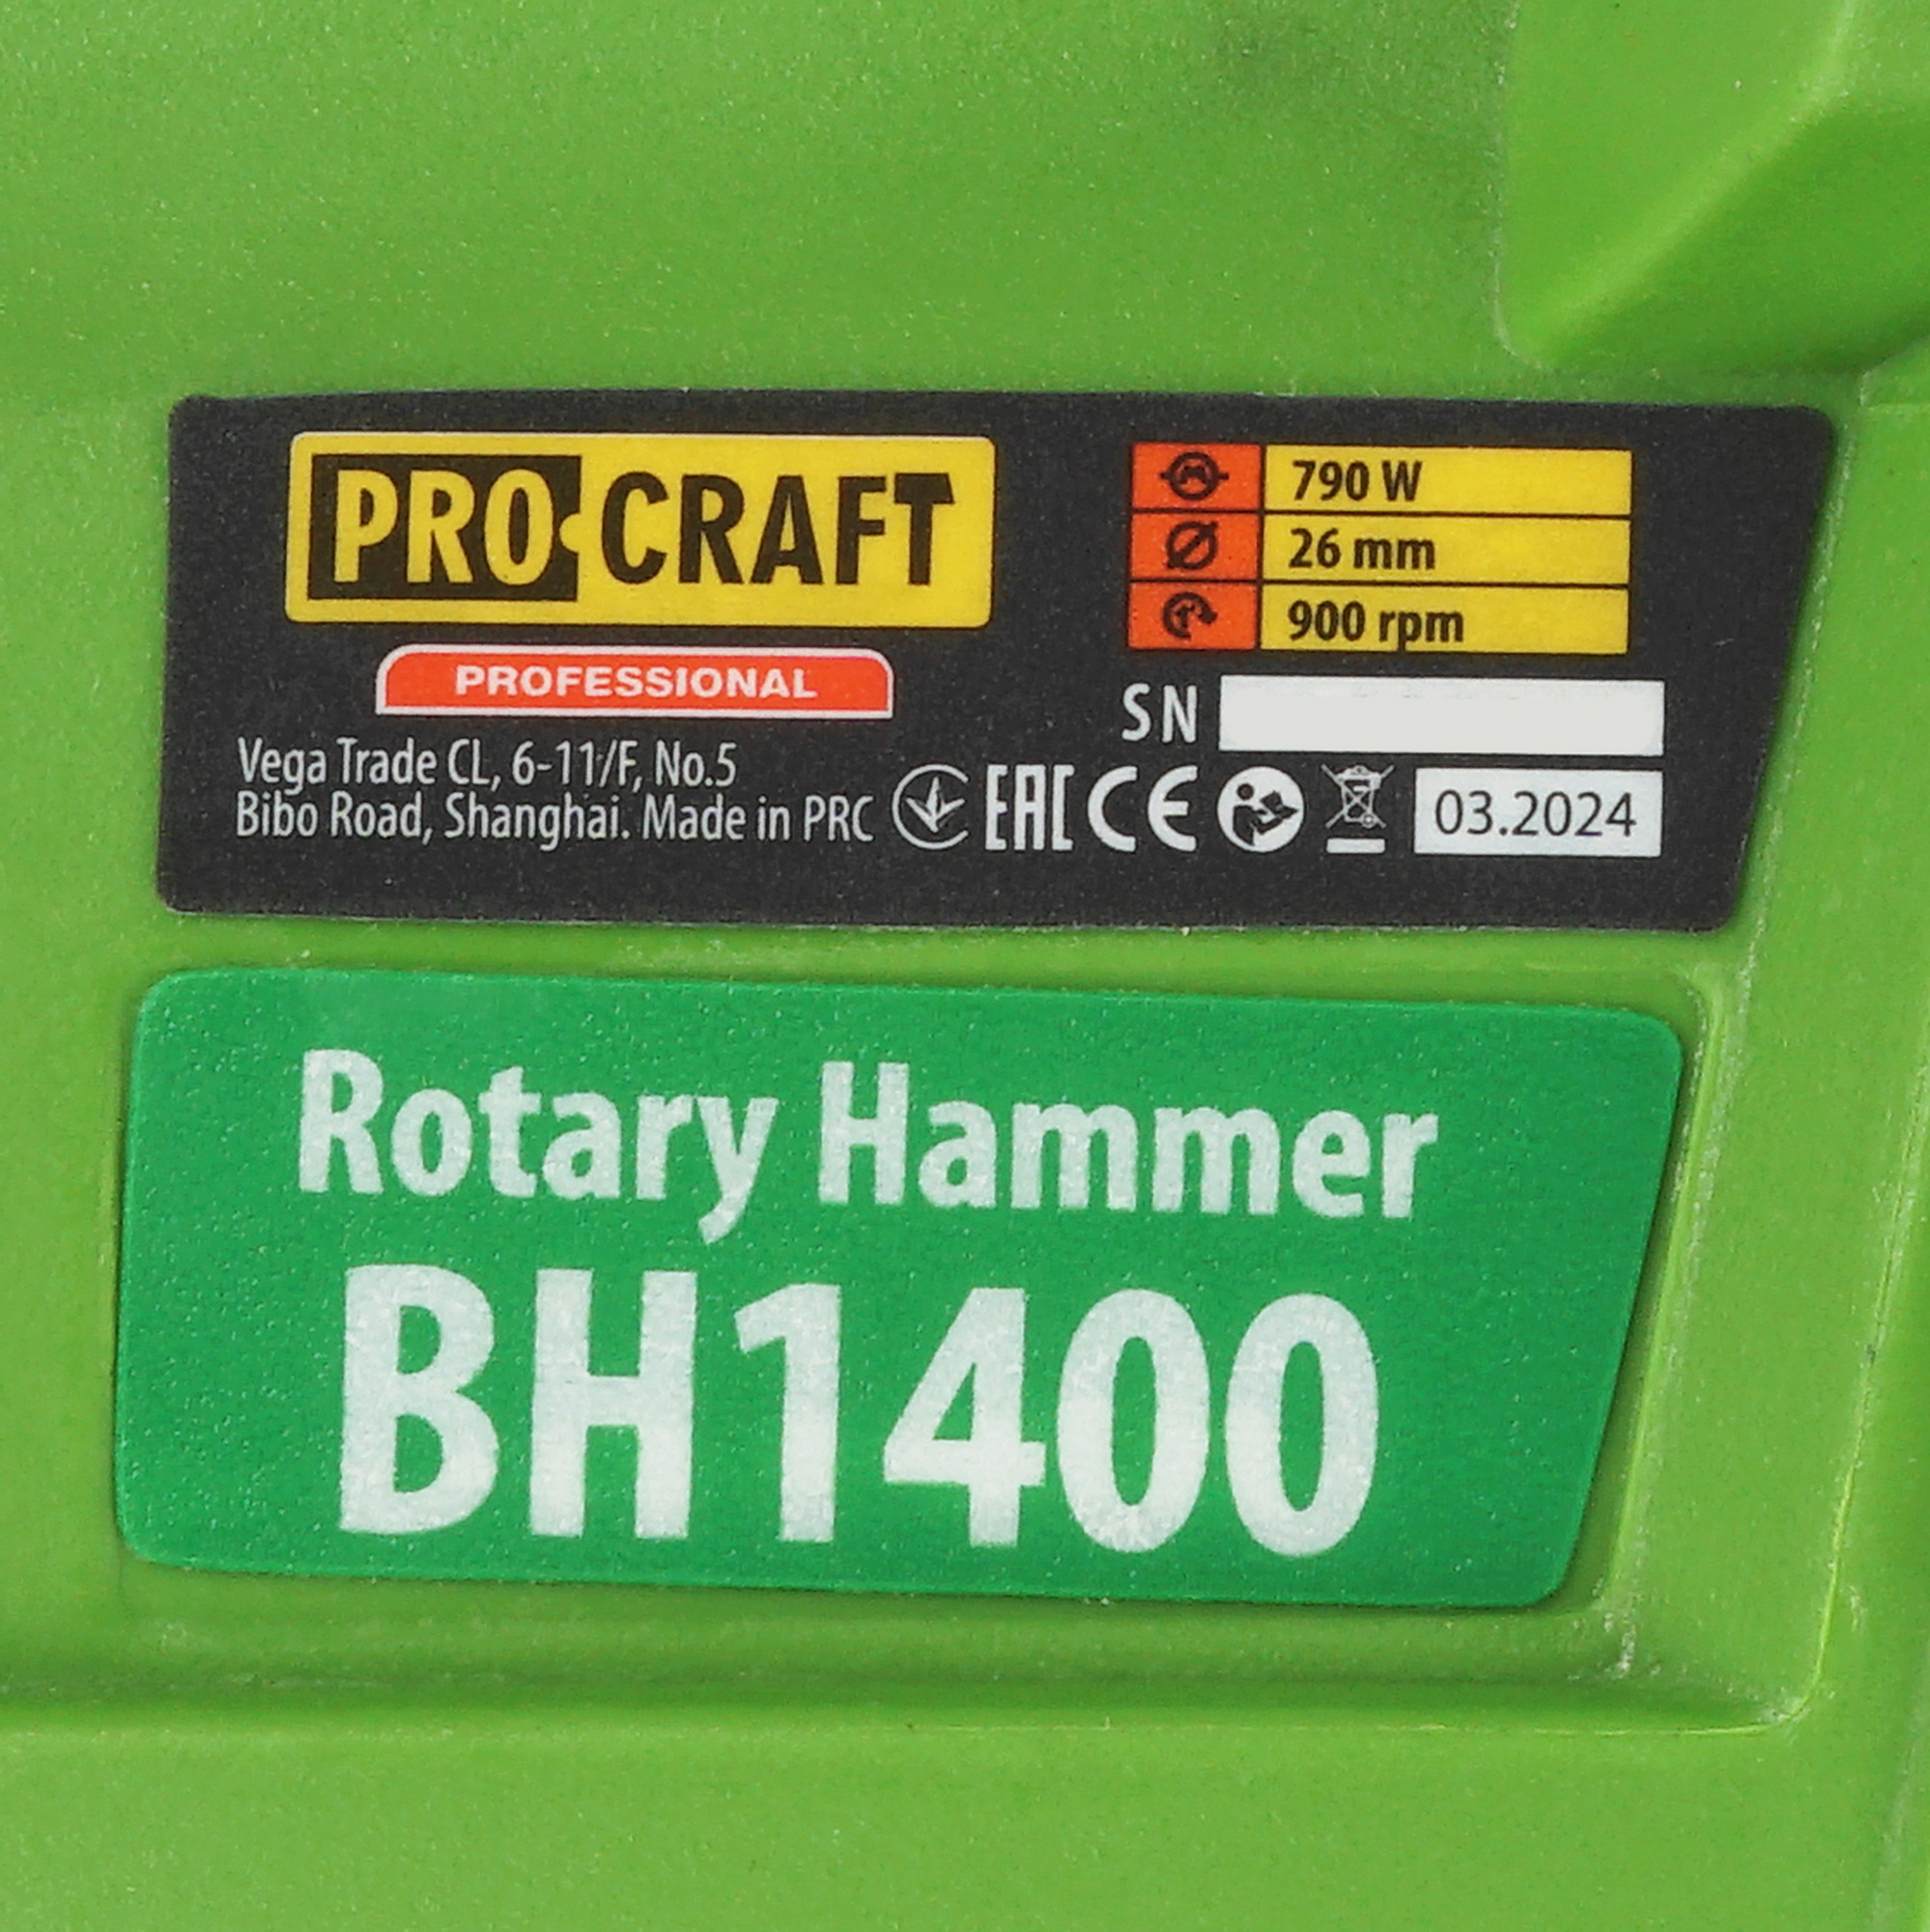 PRO CRAFT
PROFESSIONAL
790 W
26 mm
900 rpm
SN
Vega Trade CL, 6-11/F, No.5
Bibo Road, Shanghai. Made in PRC
EAC CE
03.2024
Rotary Hammer
BH1400